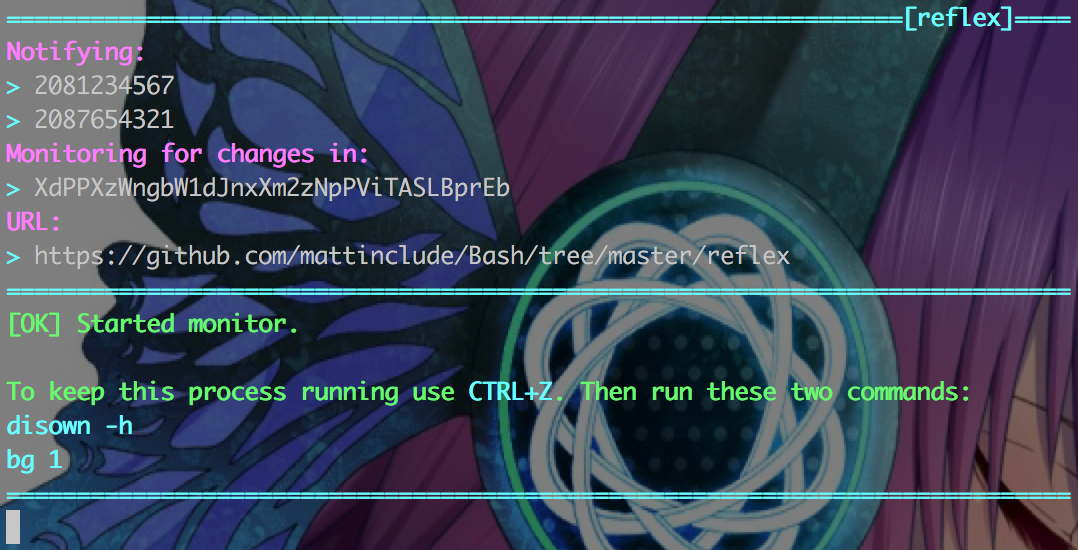 [reflex]
Notifying:
> 2081234567
> 2087654321
Monitoring for changes in:
> XdPPXzWngbW1dJnxXm2zNpPViTASLBprEb
URL:
> https://github.com/mattinclude/Bash/tree/master/reflex
[OK] Started monitor.
To keep this process running use CTRL+Z. Then run these two commands:
disown -h
bg 1